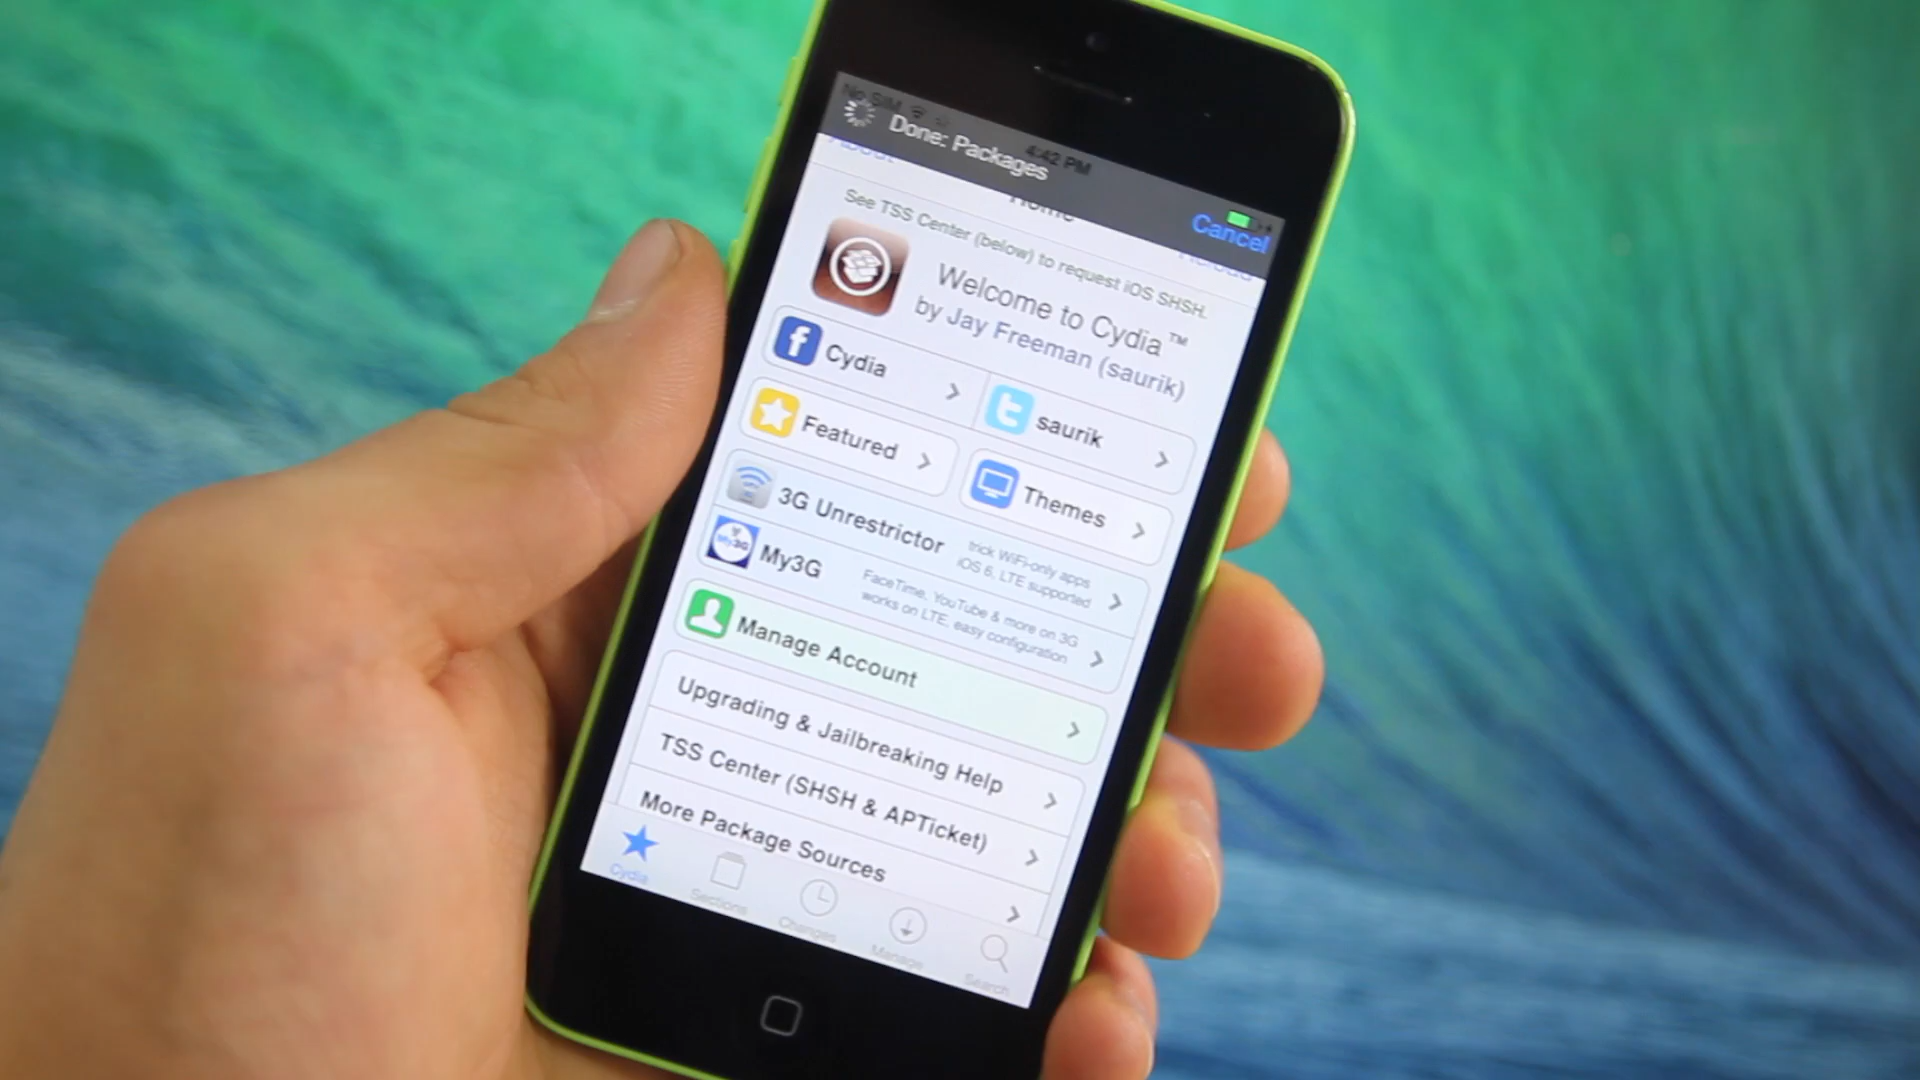 No SIM
4:42 PM
Done: Packages
Cancel
About
Home
Reload
See TSS Center (below) to request iOS SHSH.
Welcome to Cydia™
by Jay Freeman (saurik)
Cydia
saurik
Featured
Themes
3G Unrestrictor
trick WiFi-only apps
iOS 6, LTE supported
My3G
My3G
FaceTime, YouTube & more on 3G
works on LTE, easy configuration
Manage Account
Upgrading & Jailbreaking Help
TSS Center (SHSH & APTicket)
More Package Sources
Cydia
Sections
Changes
Manage
Search